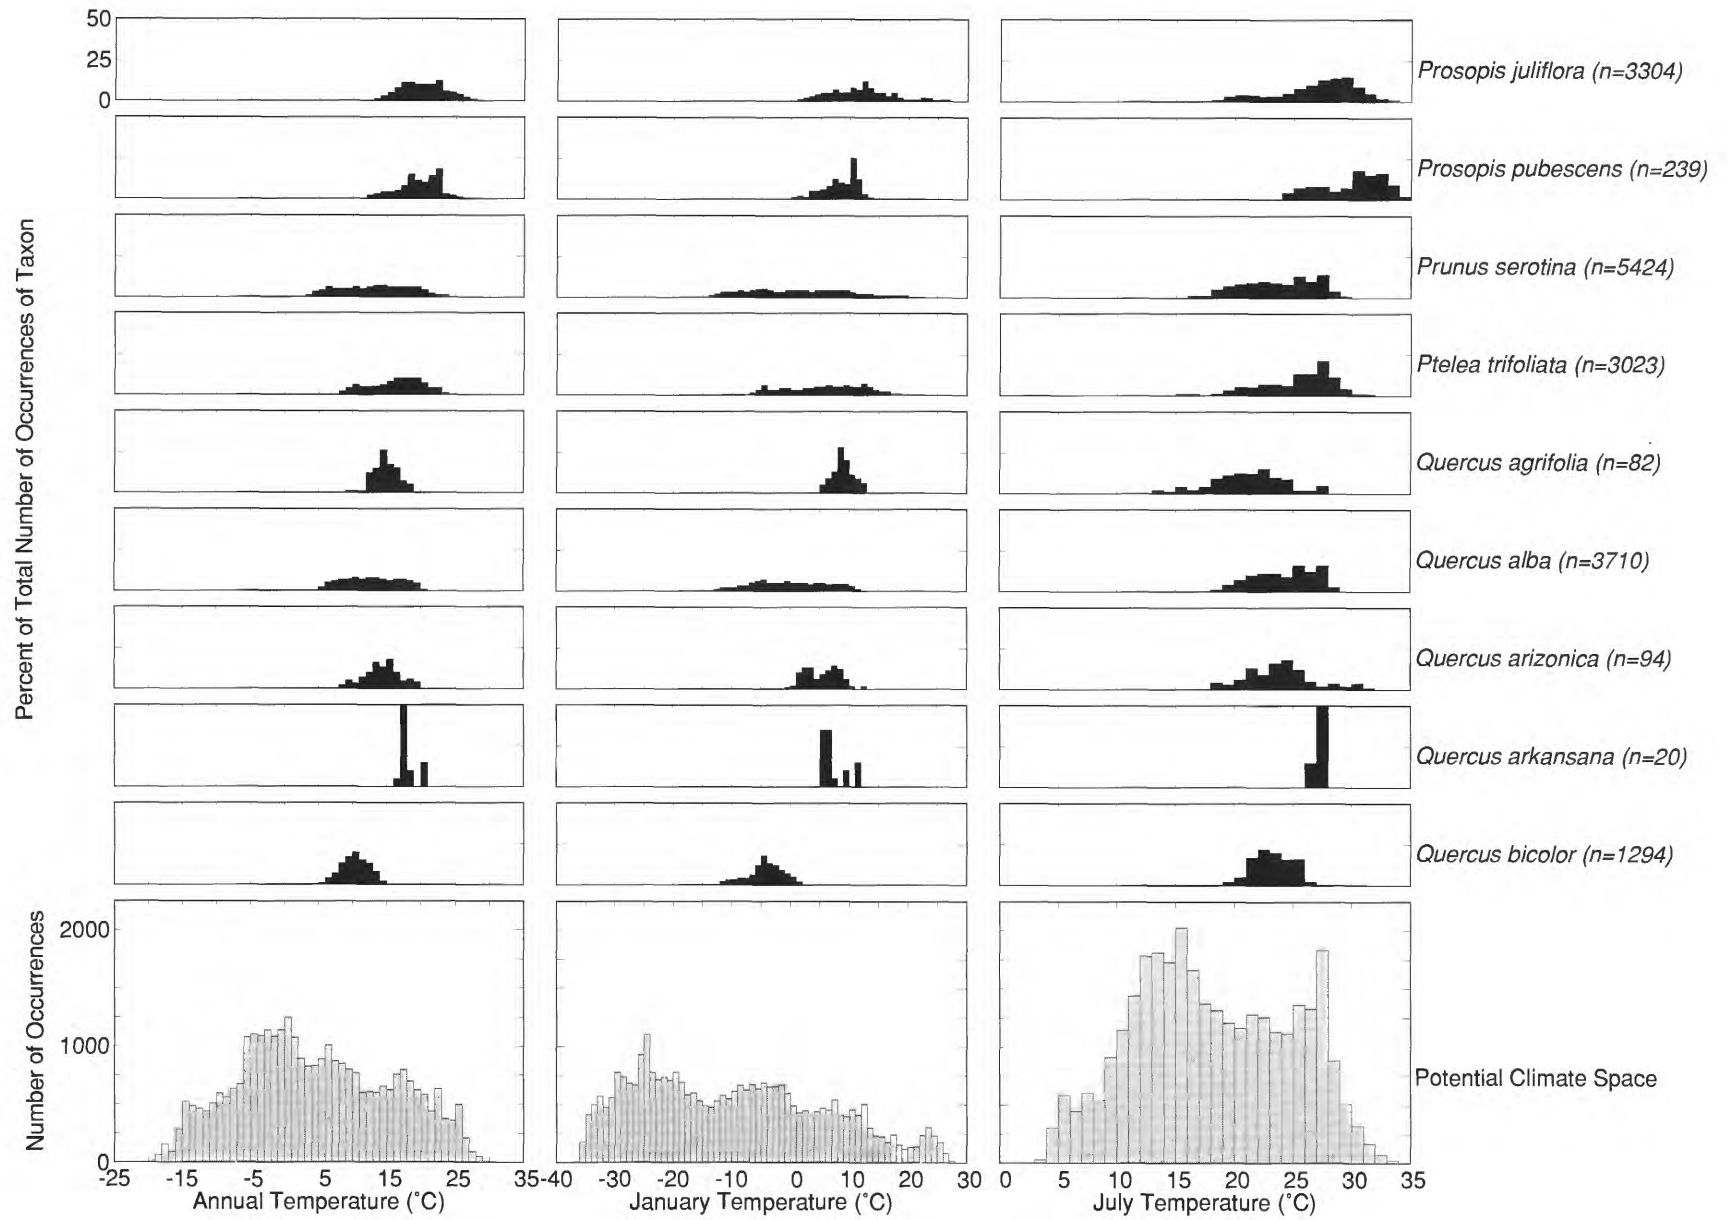 50
25
0
Prosopis juliflora (n=3304)
Prosopis pubescens (n=239)
Prunus serotina (n=5424)
Ptelea trifoliata (n=3023)
Quercus agrifolia (n=82)
Quercus alba (n=3710)
Quercus arizonica (n=94)
Quercus arkansana (n=20)
Quercus bicolor (n=1294)
Percent of Total Number of Occurrences of Taxon
Number of Occurrences
2000
1000
0
Potential Climate Space
-25 -15 -5 5 15 25 35
-40 -30 -20 -10 0 10 20 30
0 5 10 15 20 25 30 35
Annual Temperature (°C)
January Temperature (°C)
July Temperature (°C)